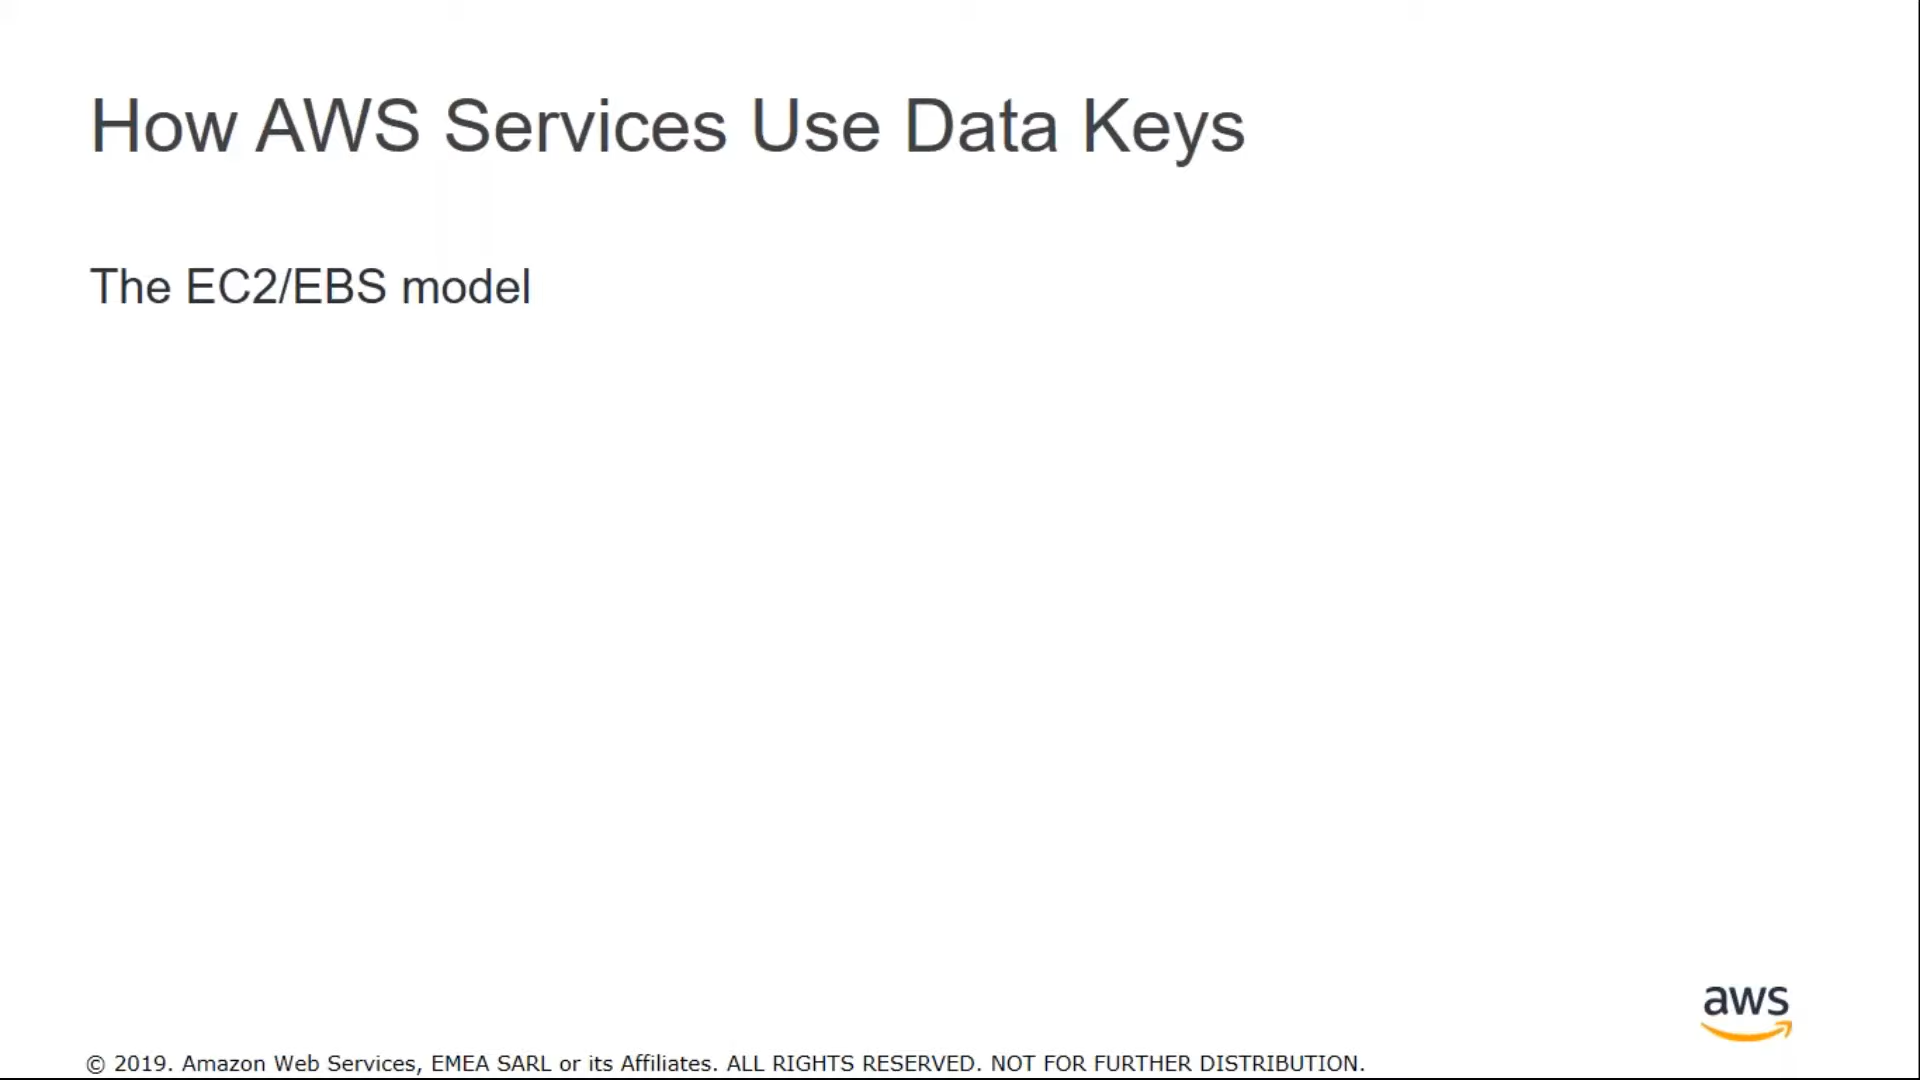 How AWS Services Use Data Keys
The EC2/EBS model
aws
© 2019. Amazon Web Services, EMEA SARL or its Affiliates. ALL RIGHTS RESERVED. NOT FOR FURTHER DISTRIBUTION.